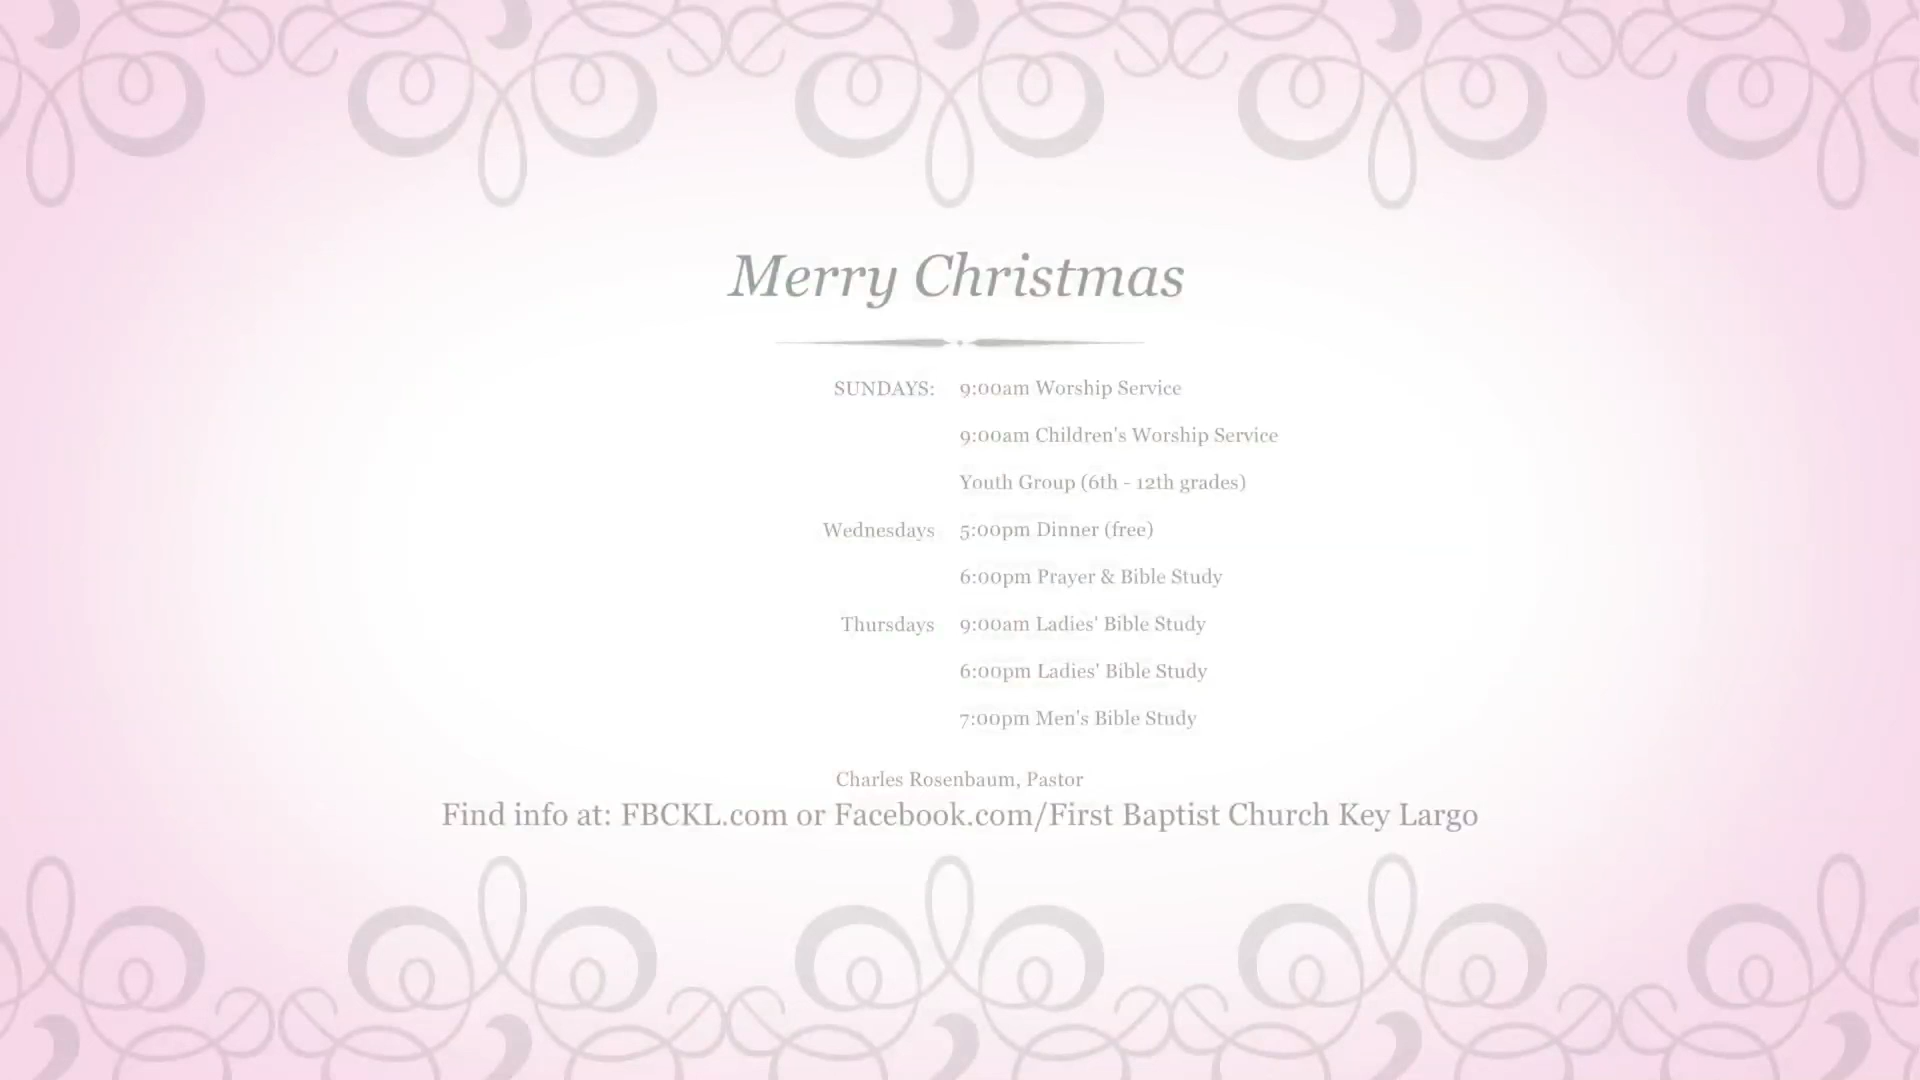 Merry Christmas
SUNDAYS: 9:00am Worship Service
9:00am Children's Worship Service
Youth Group (6th - 12th grades)
Wednesdays 5:00pm Dinner (free)
6:00pm Prayer & Bible Study
Thursdays 9:00am Ladies' Bible Study
6:00pm Ladies' Bible Study
7:00pm Men's Bible Study
Charles Rosenbaum, Pastor
Find info at: FBCKL.com or Facebook.com/First Baptist Church Key Largo